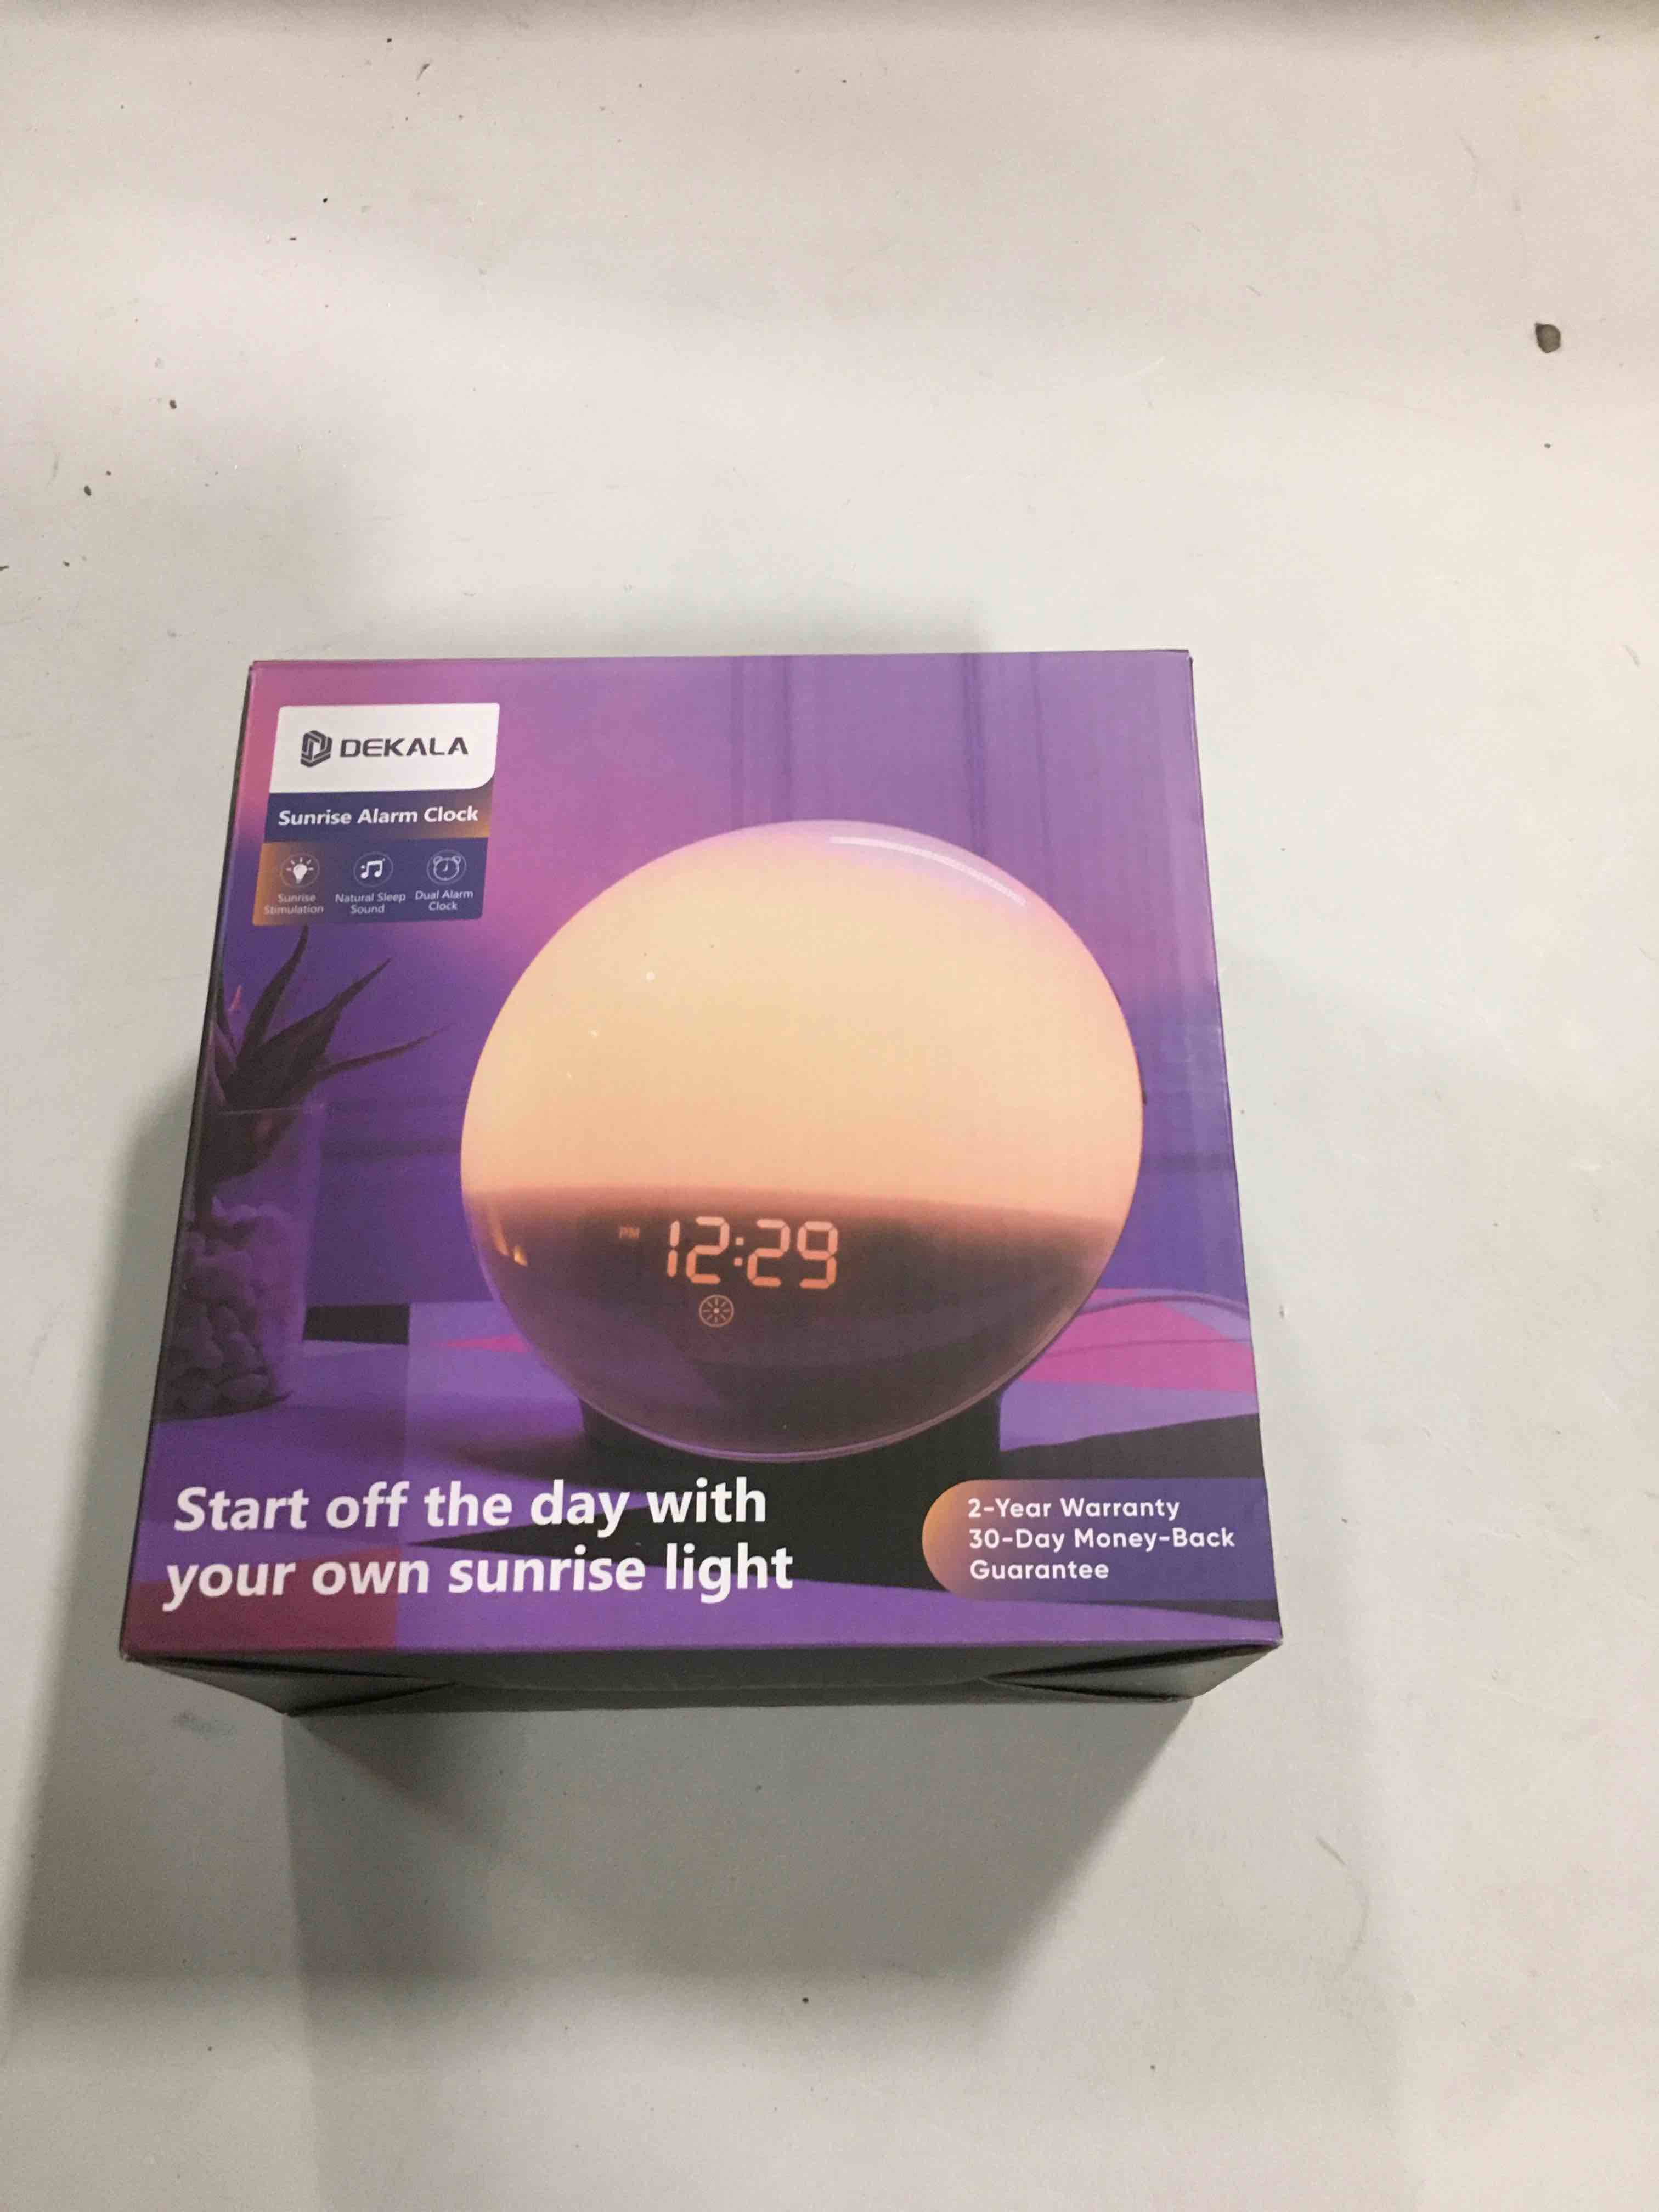 DEKALA
Sunrise Alarm Clock
Sunrise Stimulation
Natural Sleep Sound
Dual Alarm Clock
PM 12:29
Start off the day with
your own sunrise light
2-Year Warranty
30-Day Money-Back
Guarantee